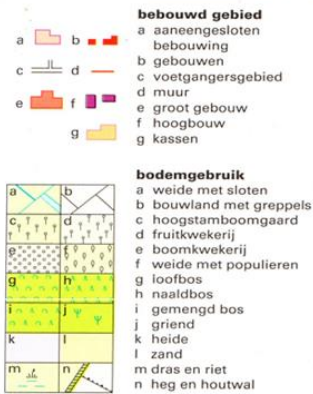 bebouwd gebied
a aaneengesloten
bebouwing
b gebouwen
c voetgangersgebied
d muur
e groot gebouw
f hoogbouw
g kassen
a b
c d
e f
g
bodemgebruik
a weide met sloten
b bouwland met greppels
c hoogstamboomgaard
d fruitkwekerij
e boomkwekerij
f weide met populieren
g loofbos
h naaldbos
i gemengd bos
j griend
k heide
l zand
m dras en riet
n heg en houtwal
a b
c d
e f
g h
i j
k l
m n